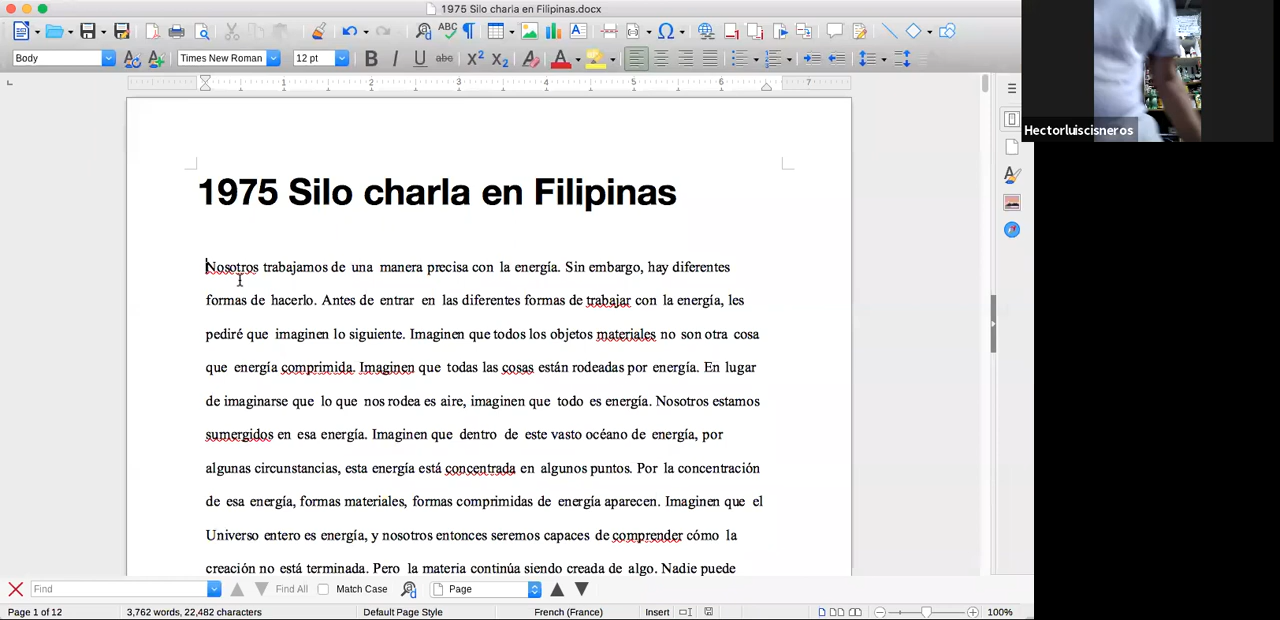 1975 Silo charla en Filipinas.docx
Body
Times New Roman
12 pt
1 2 3 4 5 6 7
Hectorluiscisneros
1975 Silo charla en Filipinas
Nosotros trabajamos de una manera precisa con la energía. Sin embargo, hay diferentes
formas de hacerlo. Antes de entrar en las diferentes formas de trabajar con la energía, les
pediré que imaginen lo siguiente. Imaginen que todos los objetos materiales no son otra cosa
que energía comprimida. Imaginen que todas las cosas están rodeadas por energía. En lugar
de imaginarse que lo que nos rodea es aire, imaginen que todo es energía. Nosotros estamos
sumergidos en esa energía. Imaginen que dentro de este vasto océano de energía, por
algunas circunstancias, esta energía está concentrada en algunos puntos. Por la concentración
de esa energía, formas materiales, formas comprimidas de energía aparecen. Imaginen que el
Universo entero es energía, y nosotros entonces seremos capaces de comprender cómo la
creación no está terminada. Pero la materia continúa siendo creada de algo. Nadie puede
Find
Find All
Match Case
Page
Page 1 of 12
3,762 words, 22,482 characters
Default Page Style
French (France)
Insert
100%